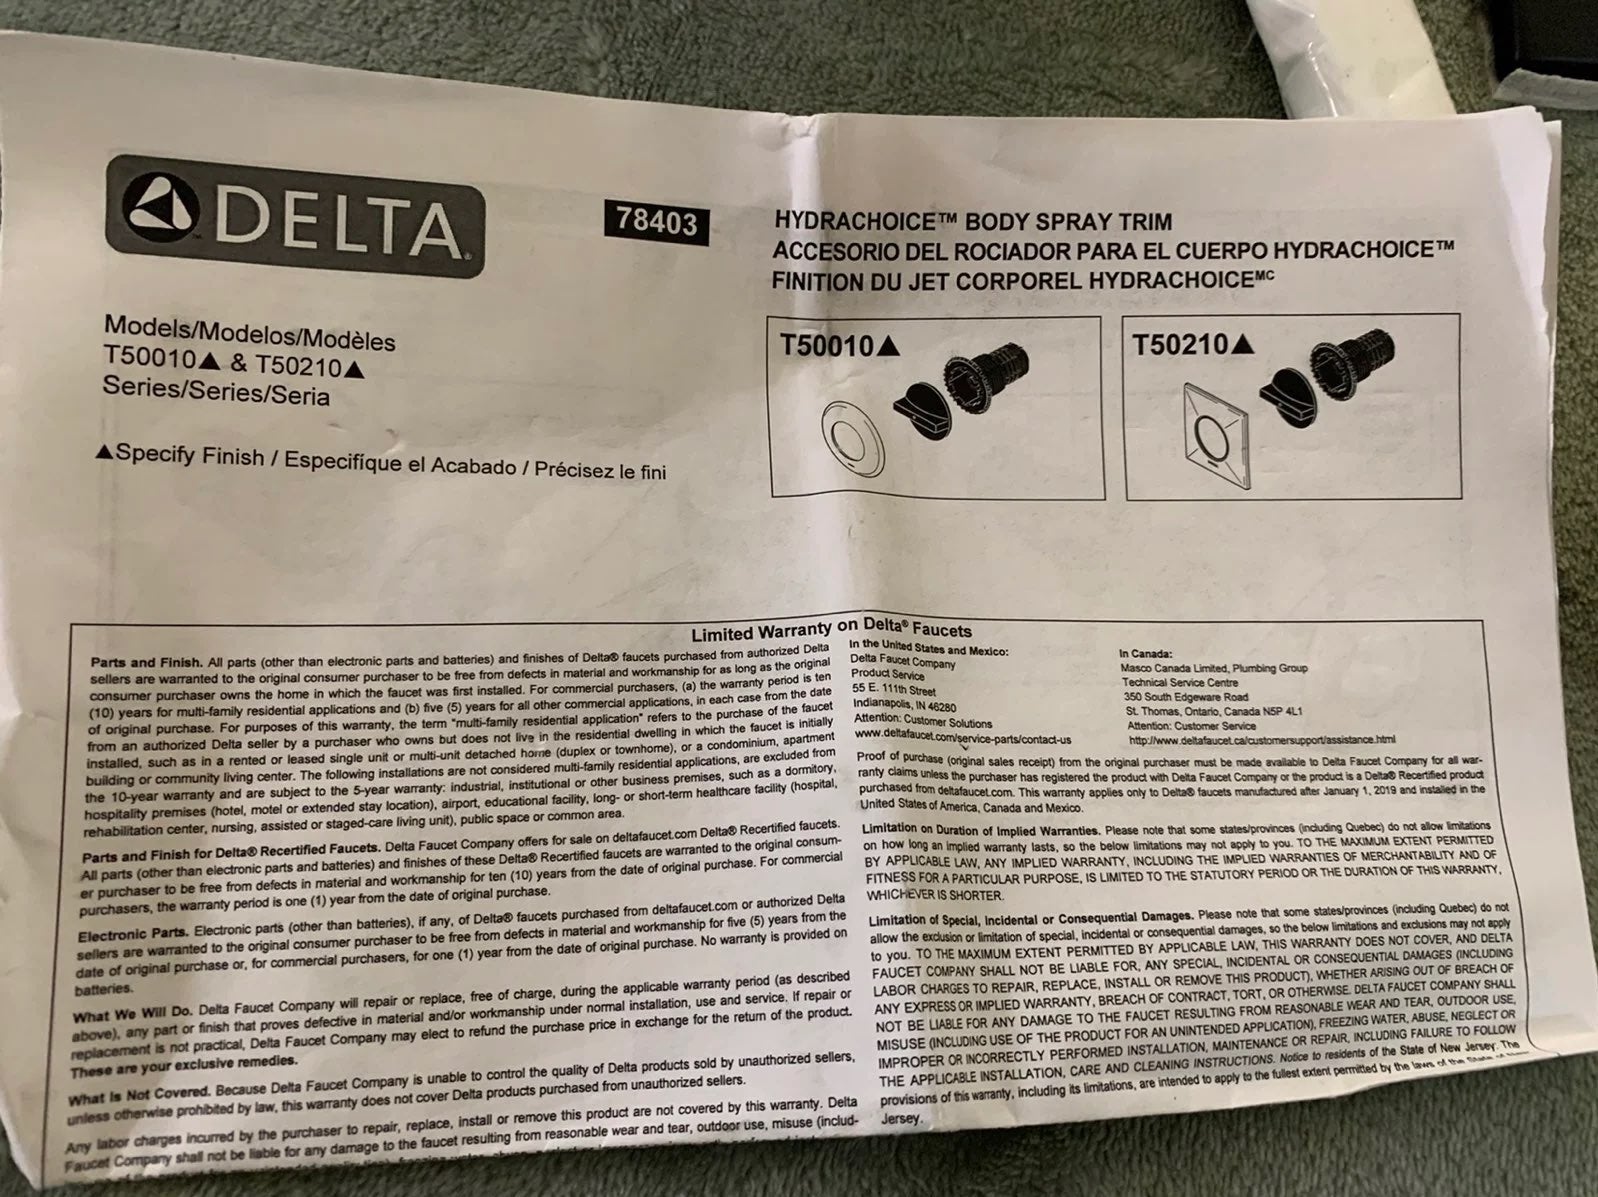 DELTA®
78403
HYDRACHOICE™ BODY SPRAY TRIM
ACCESORIO DEL ROCIADOR PARA EL CUERPO HYDRACHOICE™
FINITION DU JET CORPOREL HYDRACHOICEᴹᶜ
Models/Modelos/Modèles
T50010▲ & T50210▲
Series/Series/Seria
▲Specify Finish / Especifíque el Acabado / Précisez le fini
T50010▲
T50210▲
Limited Warranty on Delta® Faucets
Parts and Finish. All parts (other than electronic parts and batteries) and finishes of Delta® faucets purchased from authorized Delta
sellers are warranted to the original consumer purchaser to be free from defects in material and workmanship for as long as the original
consumer purchaser owns the home in which the faucet was first installed. For commercial purchasers, (a) the warranty period is ten
(10) years for multi-family residential applications and (b) five (5) years for all other commercial applications, in each case from the date
of original purchase. For purposes of this warranty, the term "multi-family residential application" refers to the purchase of the faucet
from an authorized Delta seller by a purchaser who owns but does not live in the residential dwelling in which the faucet is initially
installed, such as in a rented or leased single unit or multi-unit detached home (duplex or townhome), or a condominium, apartment
building or community living center. The following installations are not considered multi-family residential applications, are excluded from
the 10-year warranty and are subject to the 5-year warranty: industrial, institutional or other business premises, such as a dormitory,
hospitality premises (hotel, motel or extended stay location), airport, educational facility, long- or short-term healthcare facility (hospital,
rehabilitation center, nursing, assisted or staged-care living unit), public space or common area.
Parts and Finish for Delta® Recertified Faucets. Delta Faucet Company offers for sale on deltafaucet.com Delta® Recertified faucets.
All parts (other than electronic parts and batteries) and finishes of these Delta® Recertified faucets are warranted to the original consum-
er purchaser to be free from defects in material and workmanship for ten (10) years from the date of original purchase. For commercial
purchasers, the warranty period is one (1) year from the date of original purchase.
Electronic Parts. Electronic parts (other than batteries), if any, of Delta® faucets purchased from deltafaucet.com or authorized Delta
sellers are warranted to the original consumer purchaser to be free from defects in material and workmanship for five (5) years from the
date of original purchase or, for commercial purchasers, for one (1) year from the date of original purchase. No warranty is provided on
batteries.
What We Will Do. Delta Faucet Company will repair or replace, free of charge, during the applicable warranty period (as described
above), any part or finish that proves defective in material and/or workmanship under normal installation, use and service. If repair or
replacement is not practical, Delta Faucet Company may elect to refund the purchase price in exchange for the return of the product.
These are your exclusive remedies.
What Is Not Covered. Because Delta Faucet Company is unable to control the quality of Delta products sold by unauthorized sellers,
unless otherwise prohibited by law, this warranty does not cover Delta products purchased from unauthorized sellers.
Any labor charges incurred by the purchaser to repair, replace, install or remove this product are not covered by this warranty. Delta
Faucet Company shall not be liable for any damage to the faucet resulting from reasonable wear and tear, outdoor use, misuse (includ-
In the United States and Mexico:
Delta Faucet Company
Product Service
55 E. 111th Street
Indianapolis, IN 46280
Attention: Customer Solutions
www.deltafaucet.com/service-parts/contact-us
In Canada:
Masco Canada Limited, Plumbing Group
Technical Service Centre
350 South Edgeware Road
St. Thomas, Ontario, Canada N5P 4L1
Attention: Customer Service
http://www.deltafaucet.ca/customersupport/assistance.html
Proof of purchase (original sales receipt) from the original purchaser must be made available to Delta Faucet Company for all war-
ranty claims unless the purchaser has registered the product with Delta Faucet Company or the product is a Delta® Recertified product
purchased from deltafaucet.com. This warranty applies only to Delta® faucets manufactured after January 1, 2019 and installed in the
United States of America, Canada and Mexico.
Limitation on Duration of Implied Warranties. Please note that some states/provinces (including Quebec) do not allow limitations
on how long an implied warranty lasts, so the below limitations may not apply to you. TO THE MAXIMUM EXTENT PERMITTED
BY APPLICABLE LAW, ANY IMPLIED WARRANTY, INCLUDING THE IMPLIED WARRANTIES OF MERCHANTABILITY AND OF
FITNESS FOR A PARTICULAR PURPOSE, IS LIMITED TO THE STATUTORY PERIOD OR THE DURATION OF THIS WARRANTY,
WHICHEVER IS SHORTER.
Limitation of Special, Incidental or Consequential Damages. Please note that some states/provinces (including Quebec) do not
allow the exclusion or limitation of special, incidental or consequential damages, so the below limitations and exclusions may not apply
to you. TO THE MAXIMUM EXTENT PERMITTED BY APPLICABLE LAW, THIS WARRANTY DOES NOT COVER, AND DELTA
FAUCET COMPANY SHALL NOT BE LIABLE FOR, ANY SPECIAL, INCIDENTAL OR CONSEQUENTIAL DAMAGES (INCLUDING
LABOR CHARGES TO REPAIR, REPLACE, INSTALL OR REMOVE THIS PRODUCT), WHETHER ARISING OUT OF BREACH OF
ANY EXPRESS OR IMPLIED WARRANTY, BREACH OF CONTRACT, TORT, OR OTHERWISE. DELTA FAUCET COMPANY SHALL
NOT BE LIABLE FOR ANY DAMAGE TO THE FAUCET RESULTING FROM REASONABLE WEAR AND TEAR, OUTDOOR USE,
MISUSE (INCLUDING USE OF THE PRODUCT FOR AN UNINTENDED APPLICATION), FREEZING WATER, ABUSE, NEGLECT OR
IMPROPER OR INCORRECTLY PERFORMED INSTALLATION, MAINTENANCE OR REPAIR, INCLUDING FAILURE TO FOLLOW
THE APPLICABLE INSTALLATION, CARE AND CLEANING INSTRUCTIONS. Notice to residents of the State of New Jersey: The
provisions of this warranty, including its limitations, are intended to apply to the fullest extent permitted by the laws of the State of New
Jersey.